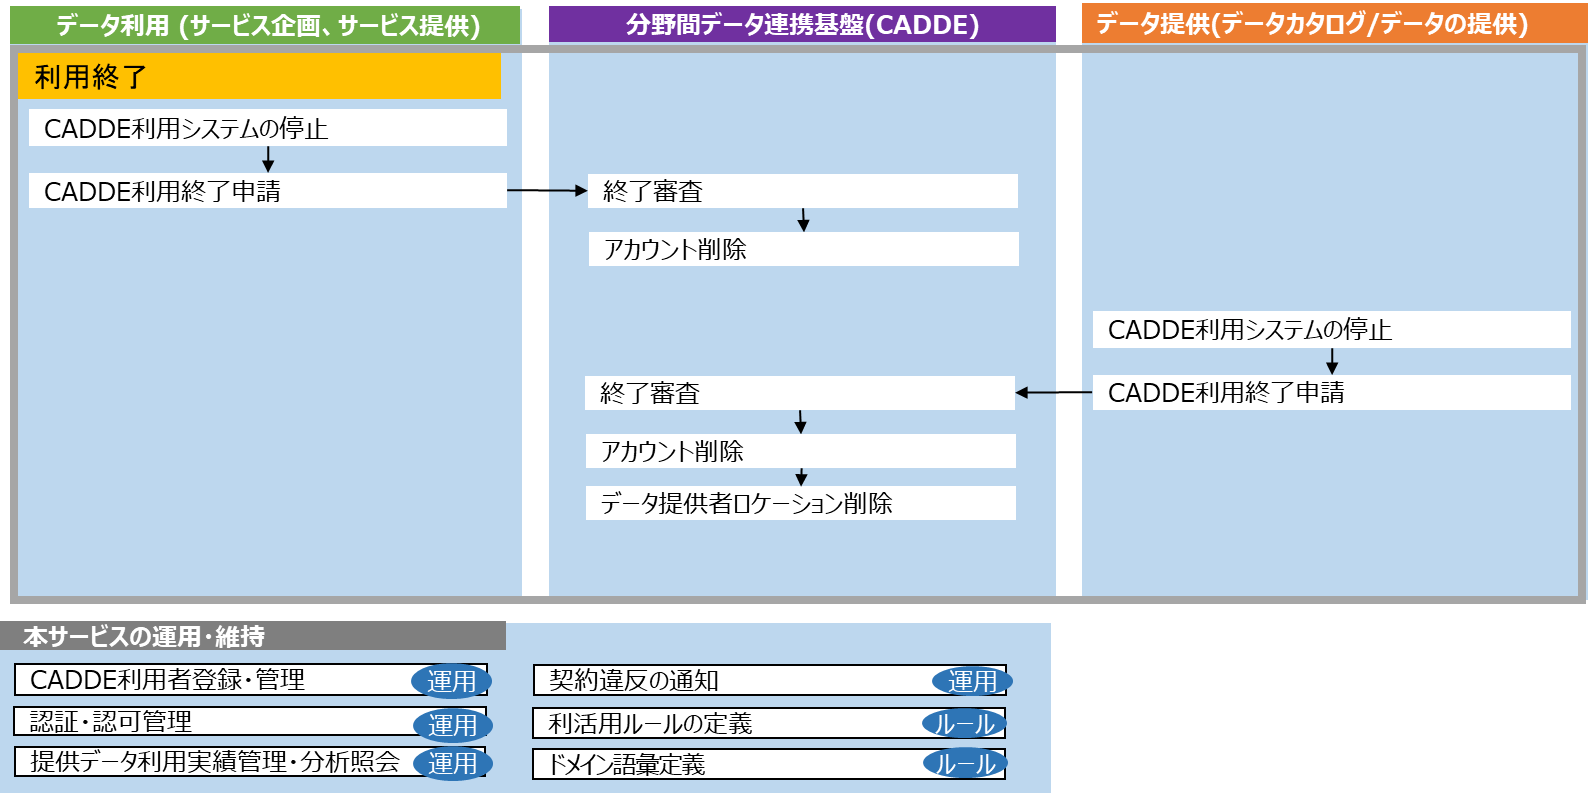 データ利用 (サービス企画、サービス提供)
分野間データ連携基盤(CADDE)
データ提供(データカタログ/データの提供)
利用終了
CADDE利用システムの停止
CADDE利用終了申請
終了審査
アカウント削除
CADDE利用システムの停止
CADDE利用終了申請
終了審査
アカウント削除
データ提供者ロケーション削除
本サービスの運用・維持
CADDE利用者登録・管理 運用
認証・認可管理 運用
提供データ利用実績管理・分析照会 運用
契約違反の通知 運用
利活用ルールの定義 ルール
ドメイン語彙定義 ルール